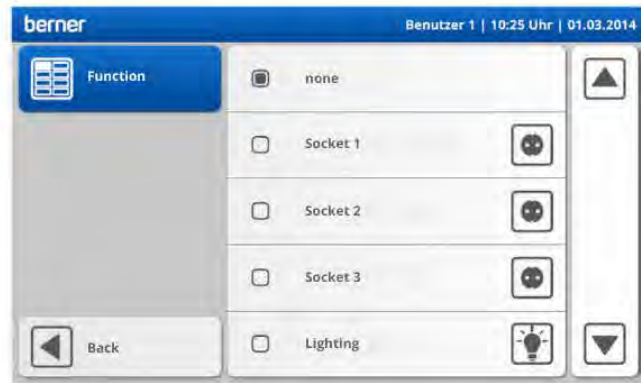 berner
Benutzer 1 | 10:25 Uhr | 01.03.2014
Function
none
Socket 1
Socket 2
Socket 3
Back
Lighting